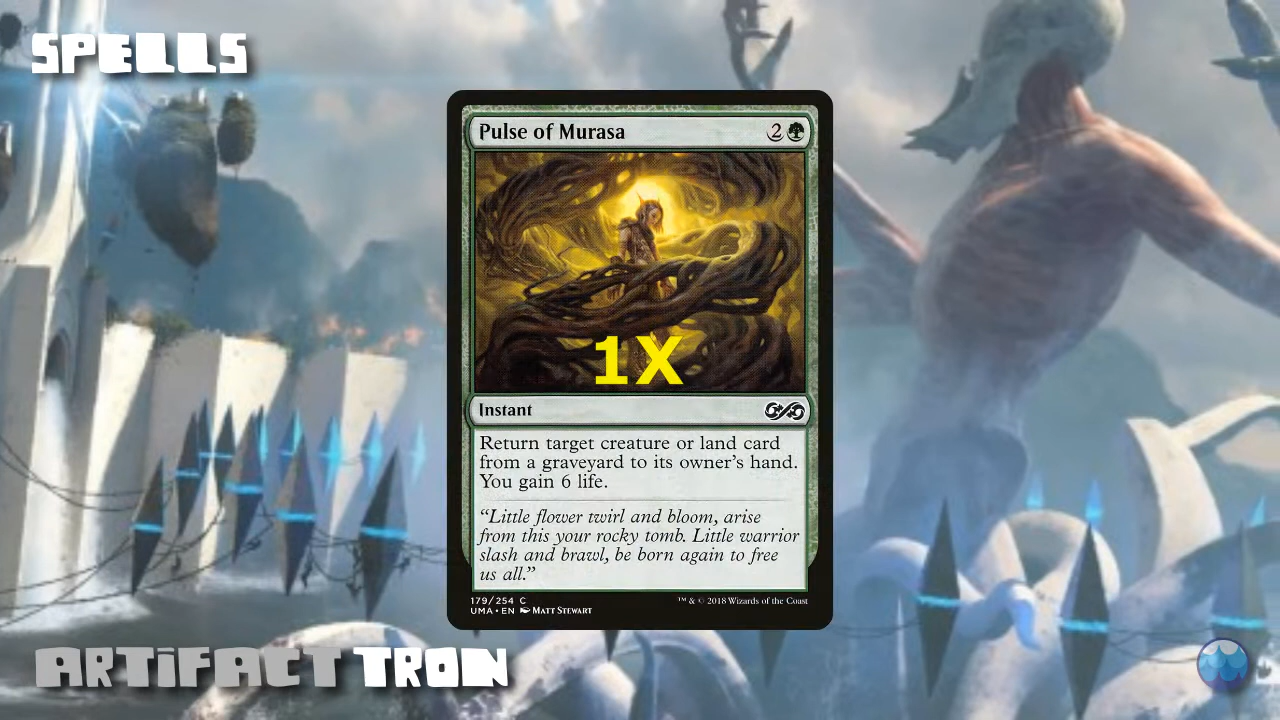 SPELLS
Pulse of Murasa 2
1X
Instant
Return target creature or land card
from a graveyard to its owner's hand.
You gain 6 life.
“Little flower twirl and bloom, arise
from this your rocky tomb. Little warrior
slash and brawl, be born again to free
us all.”
179/254 C
UMA • EN Matt Stewart
™ & © 2018 Wizards of the Coast
ARTiFACT TRON